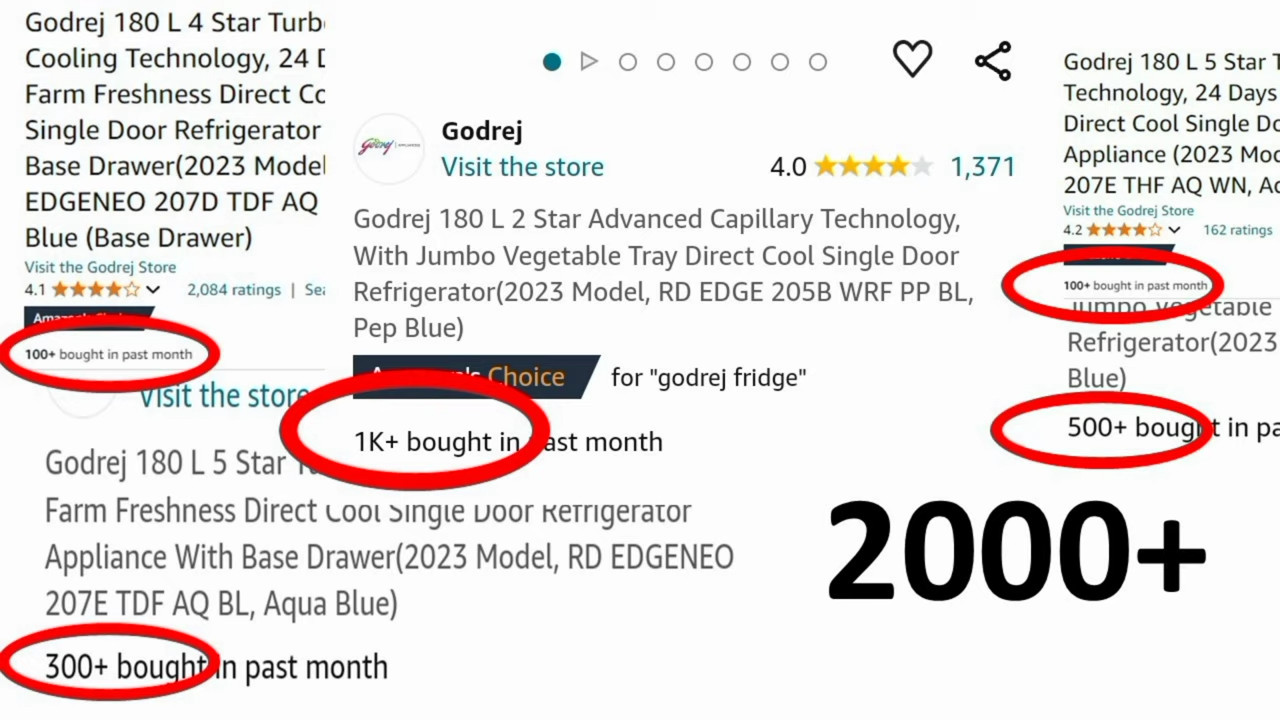 Godrej 180 L 4 Star Turb
Cooling Technology, 24 D
Farm Freshness Direct Co
Single Door Refrigerator
Base Drawer(2023 Model
EDGENEO 207D TDF AQ
Blue (Base Drawer)
Visit the Godrej Store
4.1 2,084 ratings | Sea
100+ bought in past month
Visit the store
Godrej 180 L 5 Star Tu
Farm Freshness Direct Cool Single Door Refrigerator
Appliance With Base Drawer(2023 Model, RD EDGENEO
207E TDF AQ BL, Aqua Blue)
300+ bought in past month
Godrej
Visit the store
4.0 1,371
Godrej 180 L 2 Star Advanced Capillary Technology,
With Jumbo Vegetable Tray Direct Cool Single Door
Refrigerator(2023 Model, RD EDGE 205B WRF PP BL,
Pep Blue)
Amazon's Choice for "godrej fridge"
1K+ bought in past month
Godrej 180 L 5 Star T
Technology, 24 Days
Direct Cool Single Do
Appliance (2023 Mod
207E THF AQ WN, Aq
Visit the Godrej Store
4.2 162 ratings
100+ bought in past month
Jumbo Vegetable
Refrigerator(2023
Blue)
500+ bought in pa
2000+